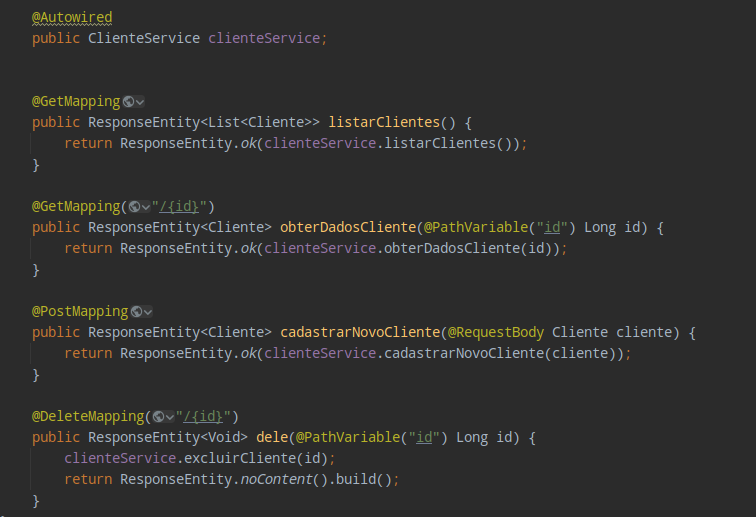 @Autowired
public ClienteService clienteService;
@GetMapping
public ResponseEntity<List<Cliente>> listarClientes() {
return ResponseEntity.ok(clienteService.listarClientes());
}
@GetMapping("/{id}")
public ResponseEntity<Cliente> obterDadosCliente(@PathVariable("id") Long id) {
return ResponseEntity.ok(clienteService.obterDadosCliente(id));
}
@PostMapping
public ResponseEntity<Cliente> cadastrarNovoCliente(@RequestBody Cliente cliente) {
return ResponseEntity.ok(clienteService.cadastrarNovoCliente(cliente));
}
@DeleteMapping("/{id}")
public ResponseEntity<Void> dele(@PathVariable("id") Long id) {
clienteService.excluirCliente(id);
return ResponseEntity.noContent().build();
}